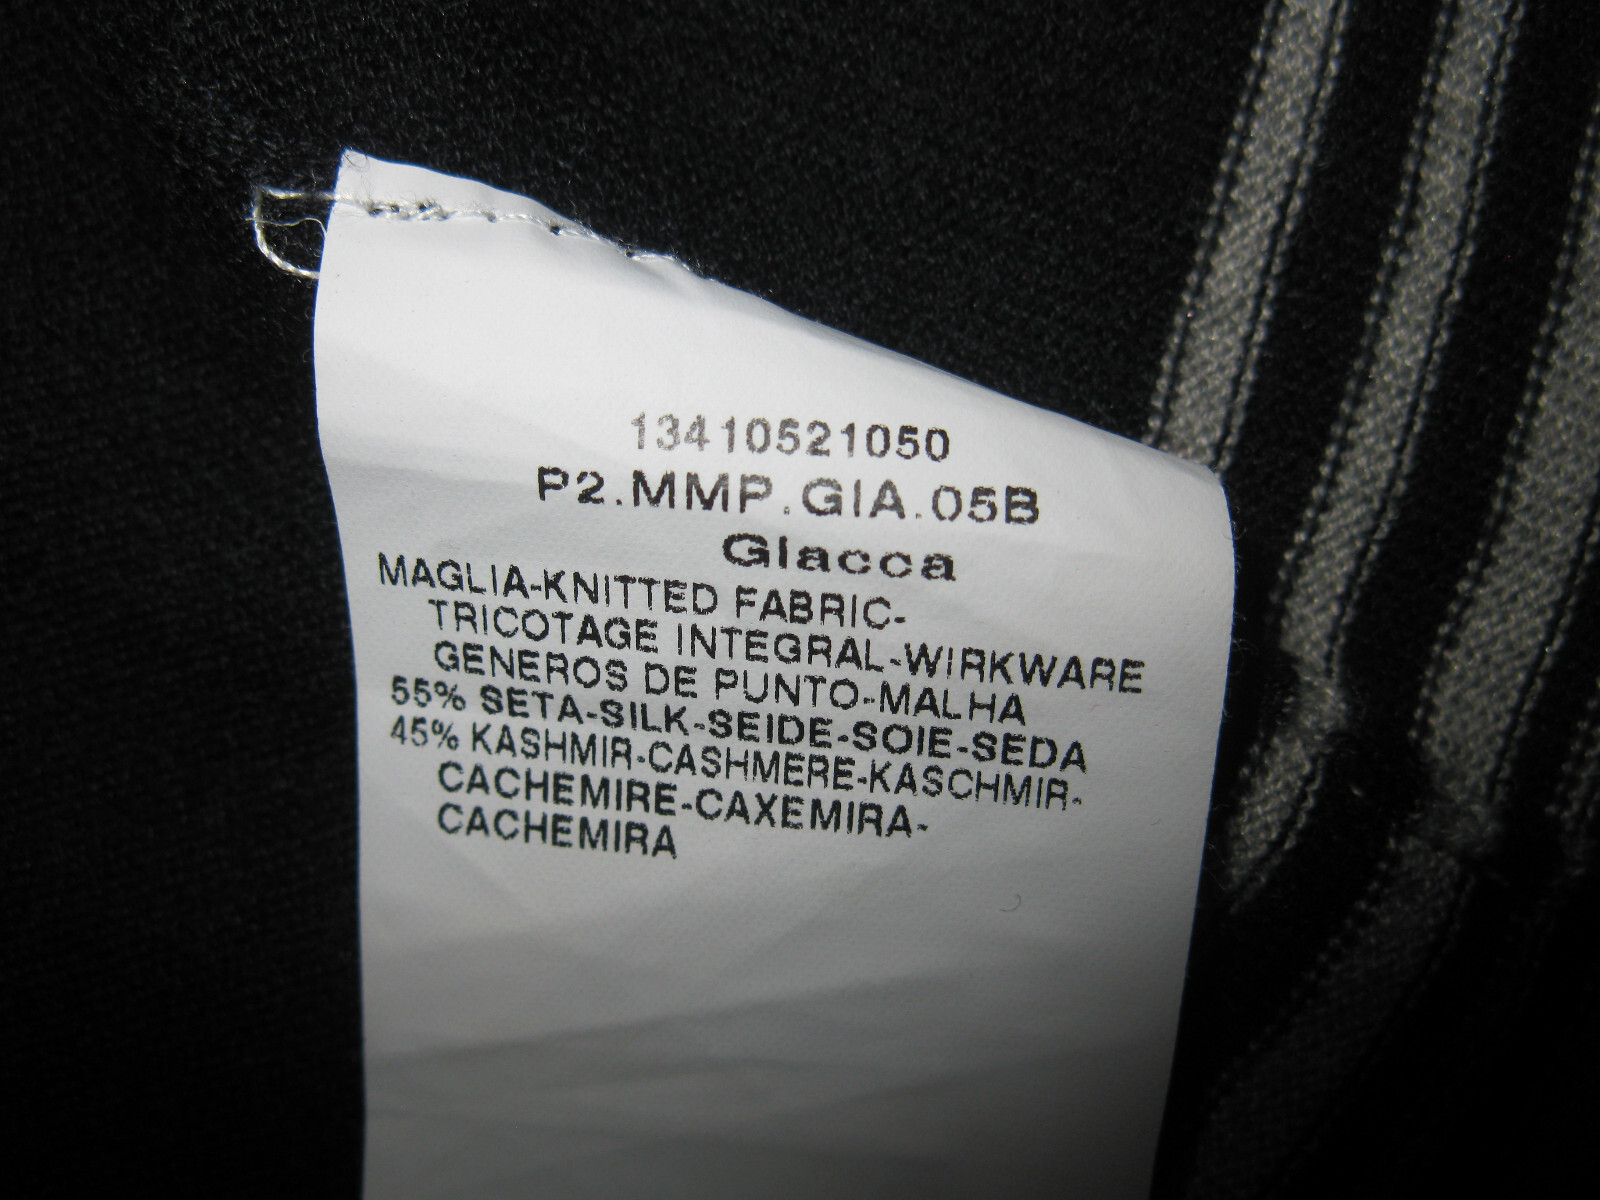 13410521050
P2.MMP.GIA.05B
Giacca
MAGLIA-KNITTED FABRIC-
TRICOTAGE INTEGRAL-WIRKWARE
GENEROS DE PUNTO-MALHA
55% SETA-SILK-SEIDE-SOIE-SEDA
45% KASHMIR-CASHMERE-KASCHMIR-
CACHEMIRE-CAXEMIRA-
CACHEMIRA